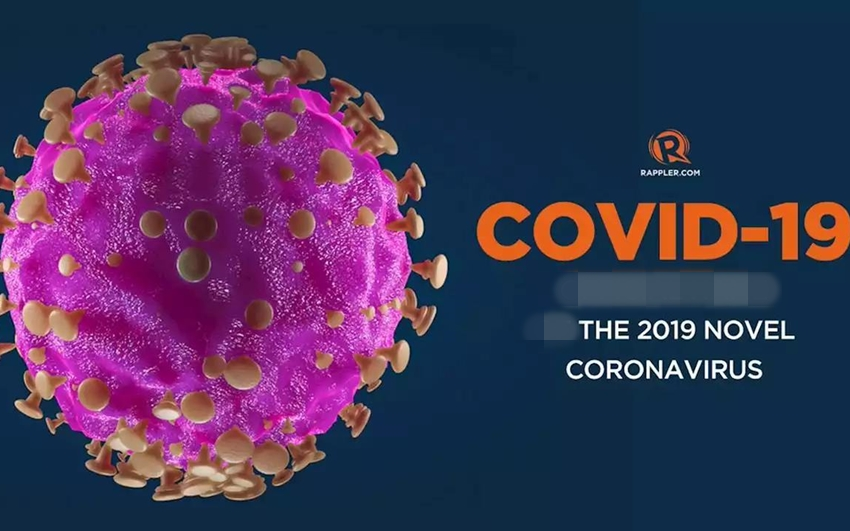 R
RAPPLER.COM
COVID-19
THE 2019 NOVEL
CORONAVIRUS